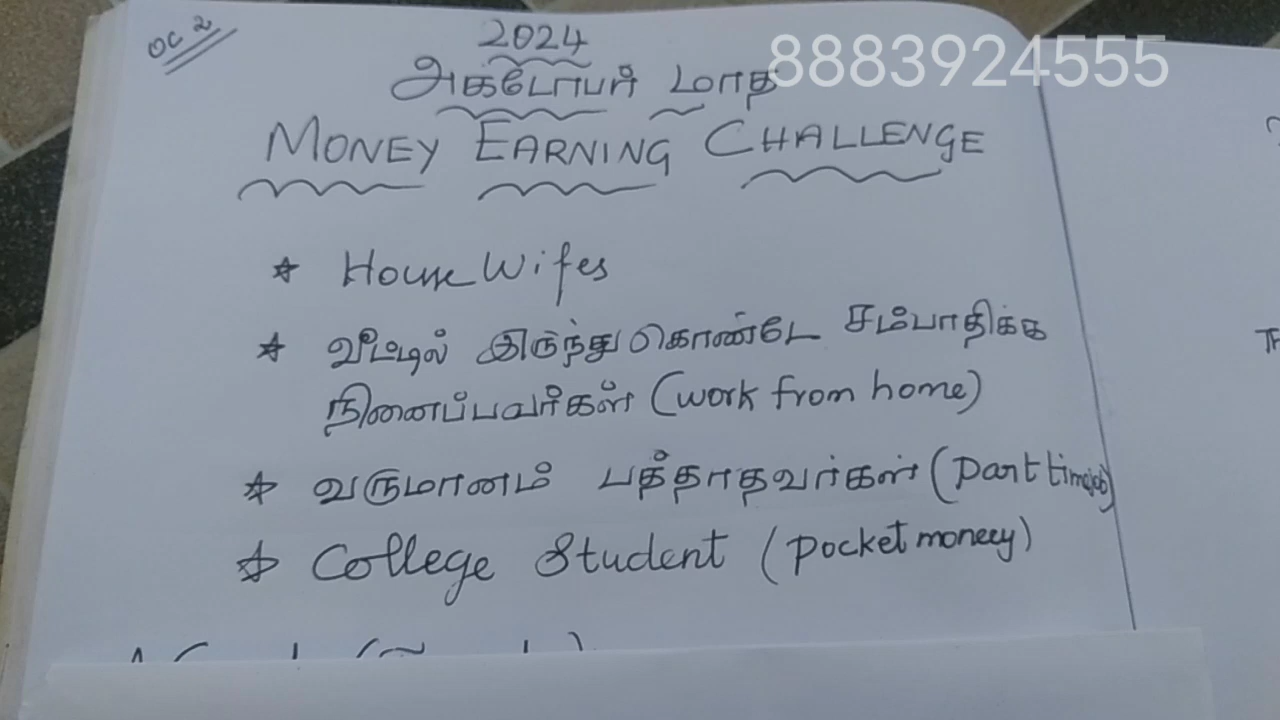 OC 2
2024
8883924555
அக்டோபர் மாத
MONEY EARNING CHALLENGE
☆ House Wifes
☆ வீட்டில் இருந்து கொண்டே சம்பாதிக்க
நினைப்பவர்கள் (work from home)
☆ வருமானம் பத்தாதவர்கள் (part time job)
☆ College Student (pocket money)